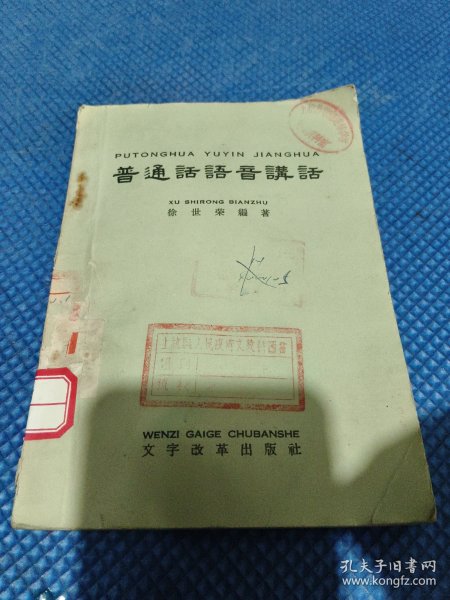 PUTONGHUA YUYIN JIANGHUA
普通話語音講話
XU SHIRONG BIANZHU
徐世荣編著
WENZI GAIGE CHUBANSHE
文字改革出版社
孔夫子旧书网
www.kongfz.com